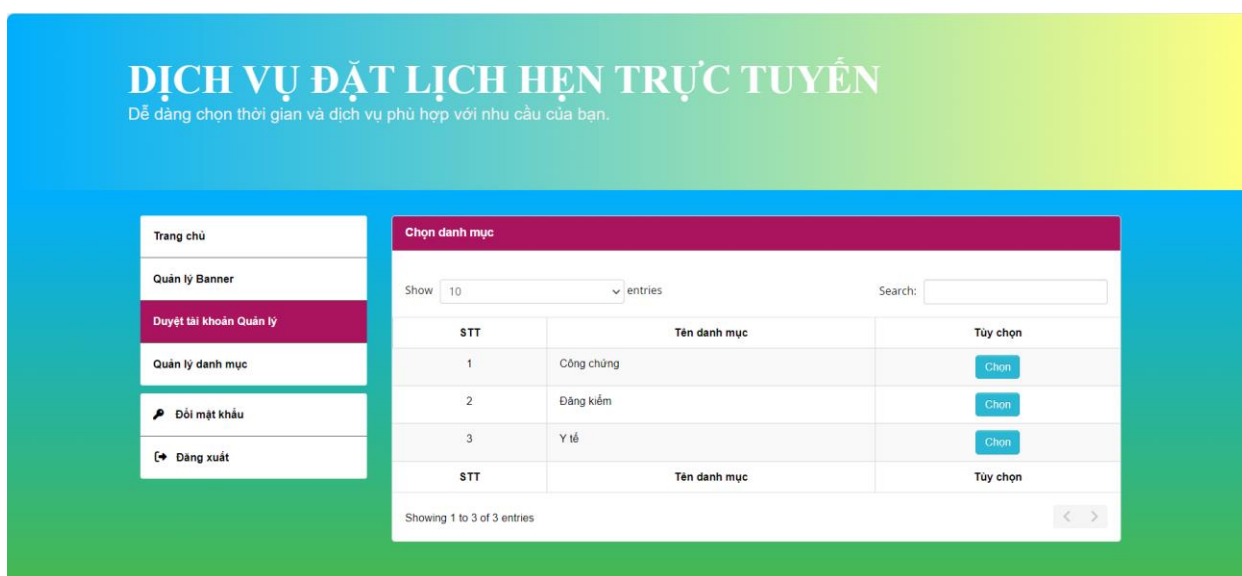 DỊCH VỤ ĐẶT LỊCH HẸN TRỰC TUYẾN
Dễ dàng chọn thời gian và dịch vụ phù hợp với nhu cầu của bạn.
Trang chủ
Quản lý Banner
Duyệt tài khoản Quản lý
Quản lý danh mục
Đổi mật khẩu
Đăng xuất
Chọn danh mục
Show 10 entries Search:
STT Tên danh mục Tùy chọn
1 Công chứng Chọn
2 Đăng kiểm Chọn
3 Y tế Chọn
STT Tên danh mục Tùy chọn
Showing 1 to 3 of 3 entries